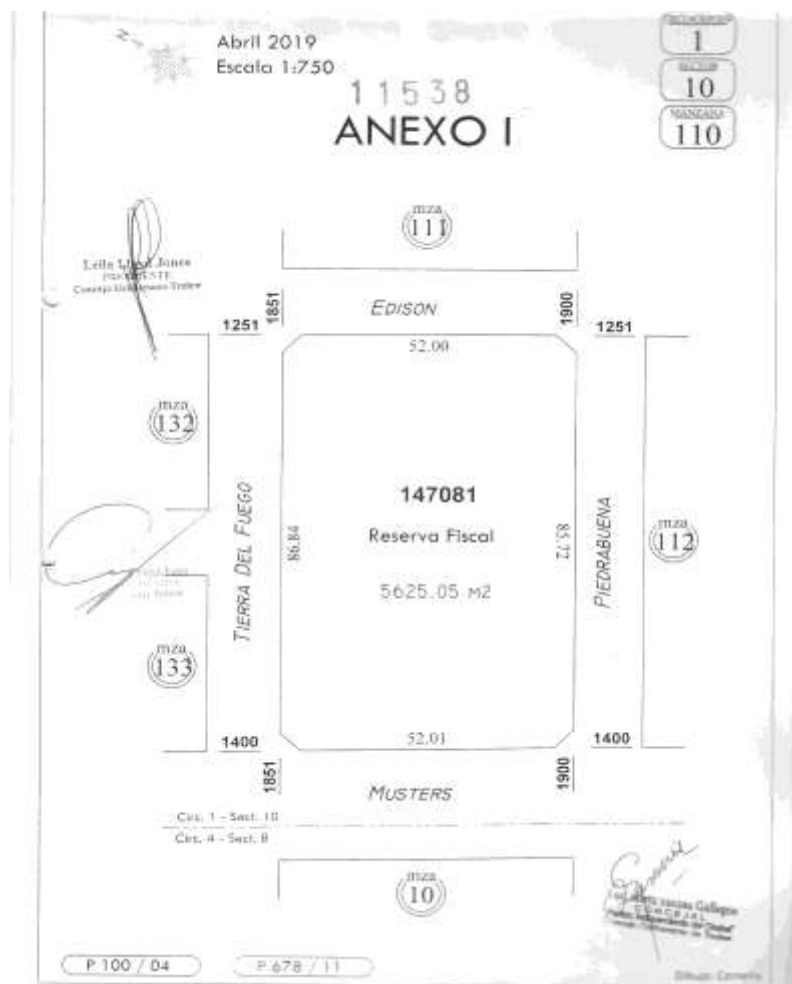 Abril 2019
Escala 1:750
11538
ANEXO I
1
10
MANZANA
110
mza
111
Leila Lloyd Jones
PRESIDENTE
EDISON
1851
1900
1251
1251
52.00
mza
132
147081
Reserva Fiscal
5625.05 M2
TIERRA DEL FUEGO
86.84
85.72
PIEDRABUENA
mza
112
mza
133
1400
52.01
1400
1851
1900
MUSTERS
Circ. 1 - Sect. 10
Circ. 4 - Sect. 8
mza
10
P.100 / 04
P.678 / 11